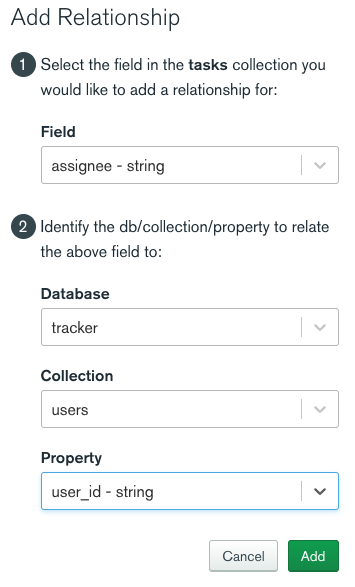 Add Relationship
1 Select the field in the tasks collection you
would like to add a relationship for:
Field
assignee - string
2 Identify the db/collection/property to relate
the above field to:
Database
tracker
Collection
users
Property
user_id - string
Cancel Add